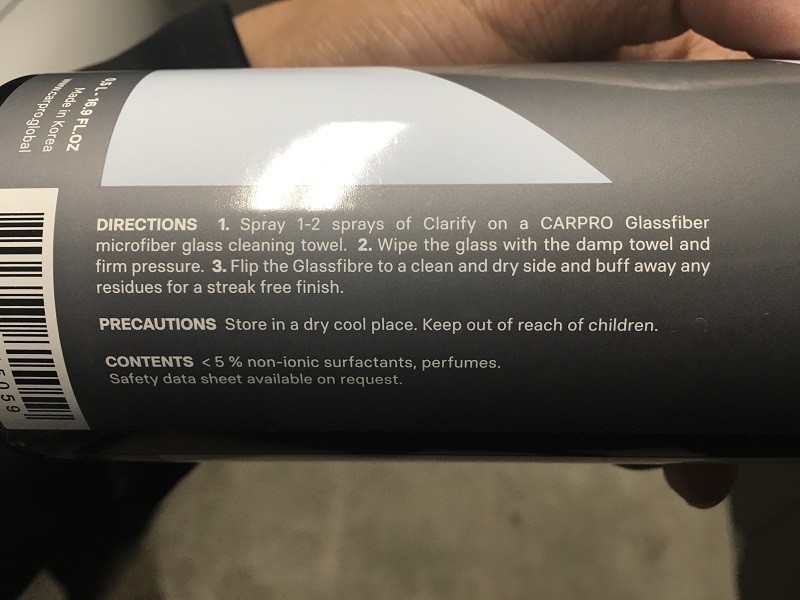 0,5 L - 16.9 FL.OZ
Made in Korea
www.carpro.global
DIRECTIONS 1. Spray 1-2 sprays of Clarify on a CARPRO Glassfiber
microfiber glass cleaning towel. 2. Wipe the glass with the damp towel and
firm pressure. 3. Flip the Glassfibre to a clean and dry side and buff away any
residues for a streak free finish.
PRECAUTIONS Store in a dry cool place. Keep out of reach of children.
CONTENTS < 5 % non-ionic surfactants, perfumes.
Safety data sheet available on request.
5059